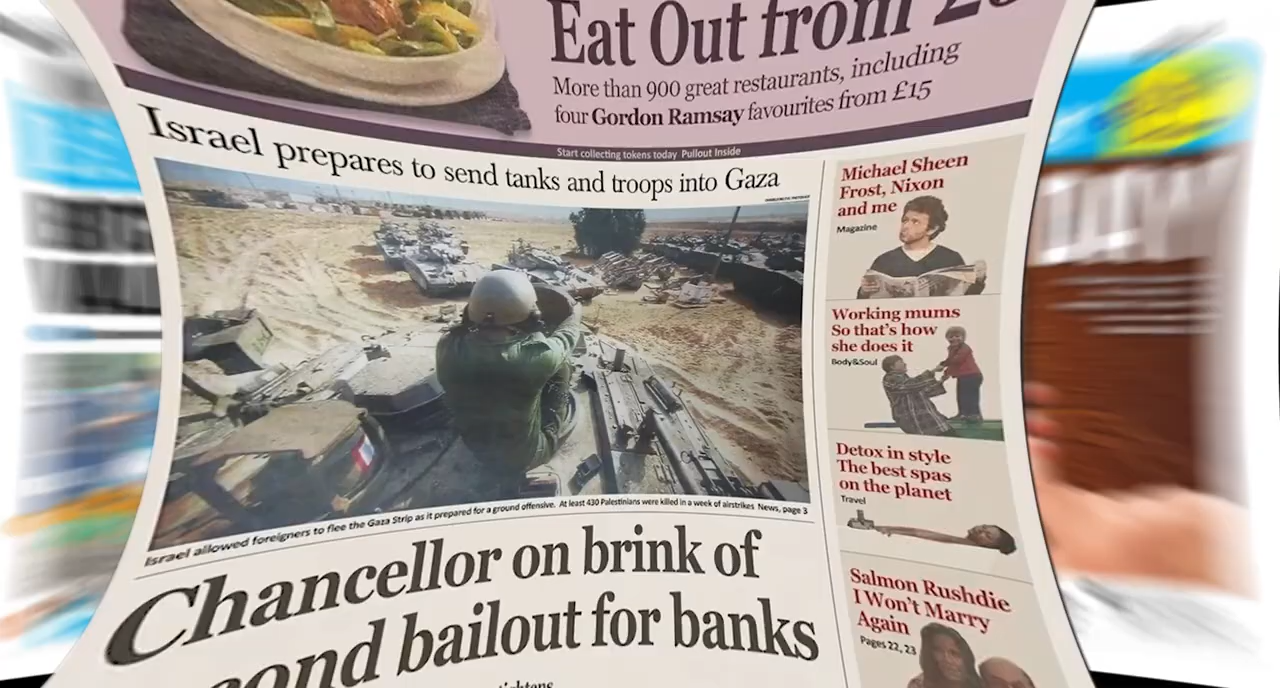 Eat Out from
More than 900 great restaurants, including
four Gordon Ramsay favourites from £15
Start collecting tokens today Pullout Inside
Israel prepares to send tanks and troops into Gaza
Israel allowed foreigners to flee the Gaza Strip as it prepared for a ground offensive. At least 430 Palestinians were killed in a week of airstrikes News, page 3
Chancellor on brink of
bailout for banks
Michael Sheen
Frost, Nixon
and me
Magazine
Working mums
So that's how
she does it
Body&Soul
Detox in style
The best spas
on the planet
Travel
Salmon Rushdie
I Won't Marry
Again
Pages 22, 23